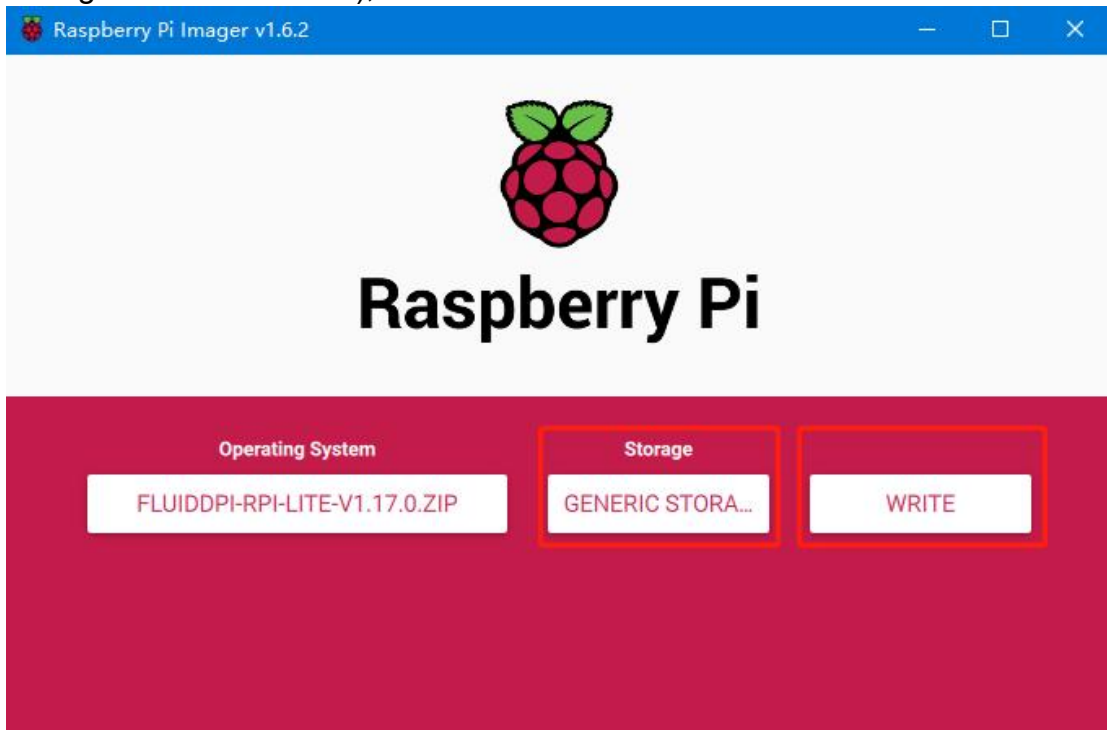 Raspberry Pi Imager v1.6.2
Raspberry Pi
Operating System
Storage
FLUIDDPI-RPI-LITE-V1.17.0.ZIP
GENERIC STORA...
WRITE